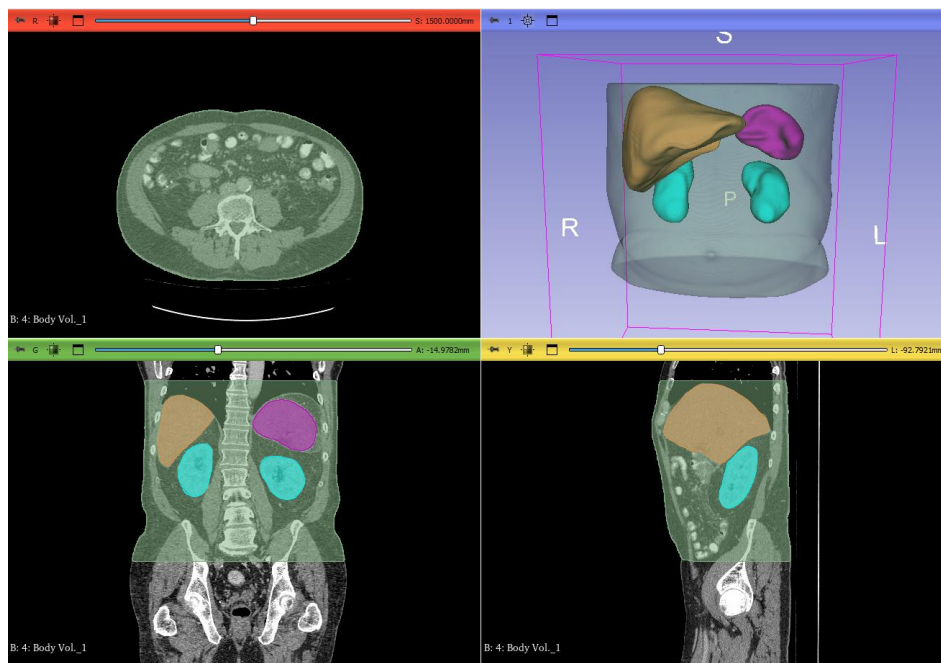 R S: 1500.0000mm
1
S
R
P
L
B: 4: Body Vol._1
G A: -14.9782mm
Y L: -92.7921mm
B: 4: Body Vol._1
B: 4: Body Vol._1